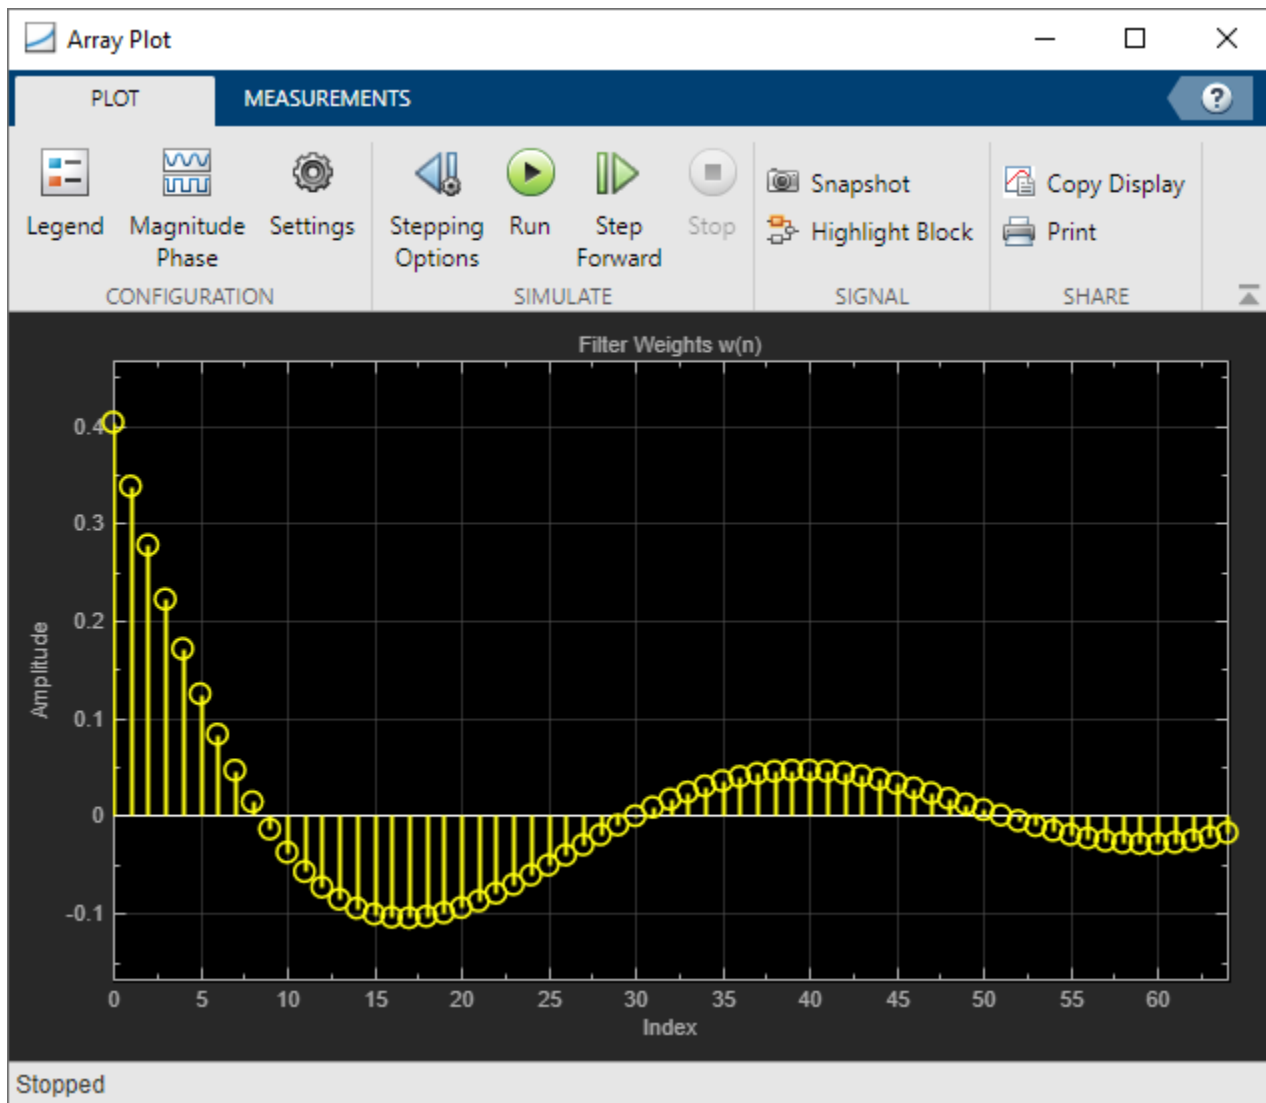 Array Plot
PLOT MEASUREMENTS
?
Legend Magnitude Phase Settings Stepping Options Run Step Forward Stop Snapshot Highlight Block Copy Display Print
CONFIGURATION SIMULATE SIGNAL SHARE
Filter Weights w(n)
0.4
0.3
0.2
0.1
0
-0.1
Amplitude
0 5 10 15 20 25 30 35 40 45 50 55 60
Index
Stopped